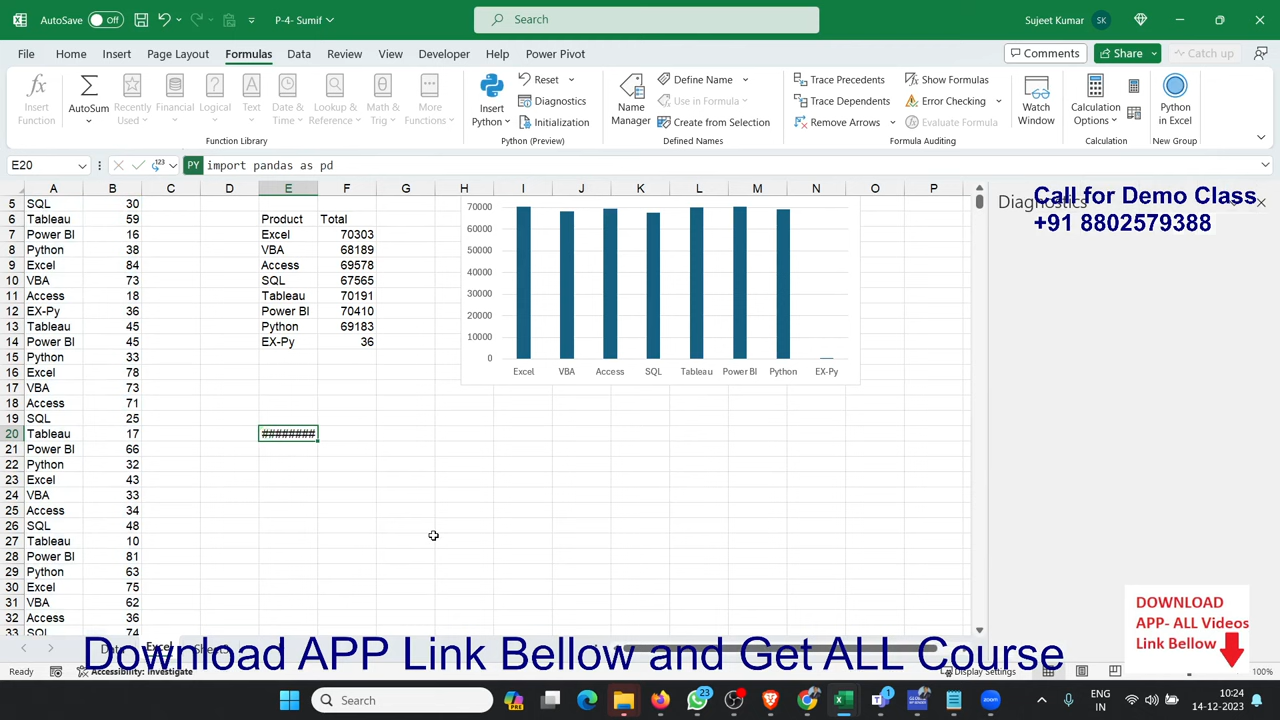 AutoSave Off P-4- Sumif Search Sujeet Kumar SK
File Home Insert Page Layout Formulas Data Review View Developer Help Power Pivot Comments Share Catch up
Insert Function AutoSum Recently Used Financial Logical Text Date & Time Lookup & Reference Math & Trig More Functions
Function Library
Insert Python Reset Diagnostics Initialization
Python (Preview)
Name Manager Define Name Use in Formula Create from Selection
Defined Names
Trace Precedents Trace Dependents Remove Arrows Show Formulas Error Checking Evaluate Formula
Formula Auditing
Watch Window
Calculation Options
Calculation
Python in Excel
New Group
E20 PY import pandas as pd
A B C D E F G H I J K L M N O P
Diagnostics
Call for Demo Class
+91 8802579388
5 SQL 30
6 Tableau 59 Product Total
7 Power BI 16 Excel 70303
8 Python 38 VBA 68189
9 Excel 84 Access 69578
10 VBA 73 SQL 67565
11 Access 18 Tableau 70191
12 EX-Py 36 Power BI 70410
13 Tableau 45 Python 69183
14 Power BI 45 EX-Py 36
15 Python 33
16 Excel 78
17 VBA 73
18 Access 71
19 SQL 25
20 Tableau 17 ########
21 Power BI 66
22 Python 32
23 Excel 43
24 VBA 33
25 Access 34
26 SQL 48
27 Tableau 10
28 Power BI 81
29 Python 63
30 Excel 75
31 VBA 62
32 Access 36
33 SQL 74
70000
60000
50000
40000
30000
20000
10000
0
Excel VBA Access SQL Tableau Power BI Python EX-Py
DOWNLOAD
APP- ALL Videos
Link Bellow
Excel
Download APP Link Bellow and Get ALL Course
Ready Accessibility: Investigate Display Settings 100%
Search PRE 23 1 ENG IN 10:24 14-12-2023